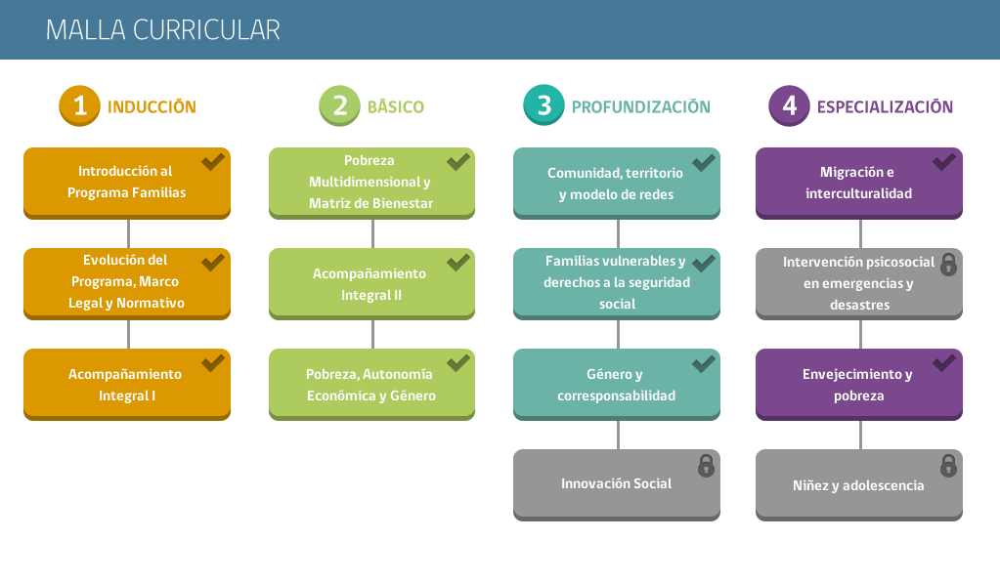 MALLA CURRICULAR
1 INDUCCIÓN
Introducción al
Programa Familias
Evolución del
Programa, Marco
Legal y Normativo
Acompañamiento
Integral I
2 BÁSICO
Pobreza
Multidimensional y
Matriz de Bienestar
Acompañamiento
Integral II
Pobreza, Autonomía
Económica y Género
3 PROFUNDIZACIÓN
Comunidad, territorio
y modelo de redes
Familias vulnerables y
derechos a la seguridad
social
Género y
corresponsabilidad
Innovación Social
4 ESPECIALIZACIÓN
Migración e
interculturalidad
Intervención psicosocial
en emergencias y
desastres
Envejecimiento y
pobreza
Niñez y adolescencia